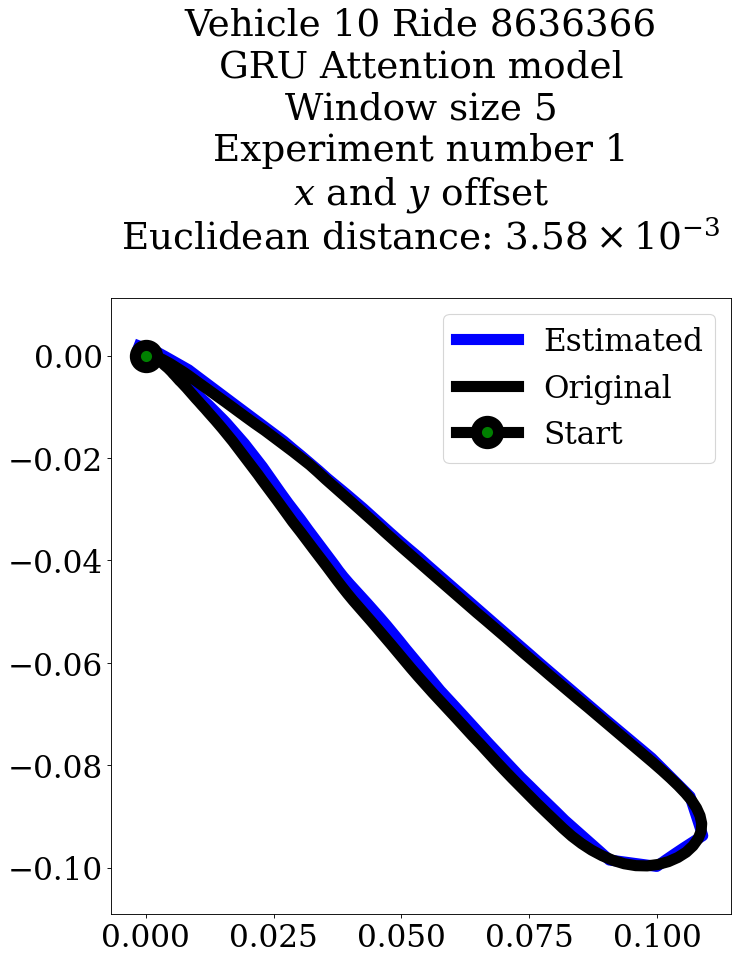 Vehicle 10 Ride 8636366
GRU Attention model
Window size 5
Experiment number 1
x and y offset
Euclidean distance: 3.58 × 10⁻³
Estimated
Original
Start
0.00
−0.02
−0.04
−0.06
−0.08
−0.10
0.000 0.025 0.050 0.075 0.100